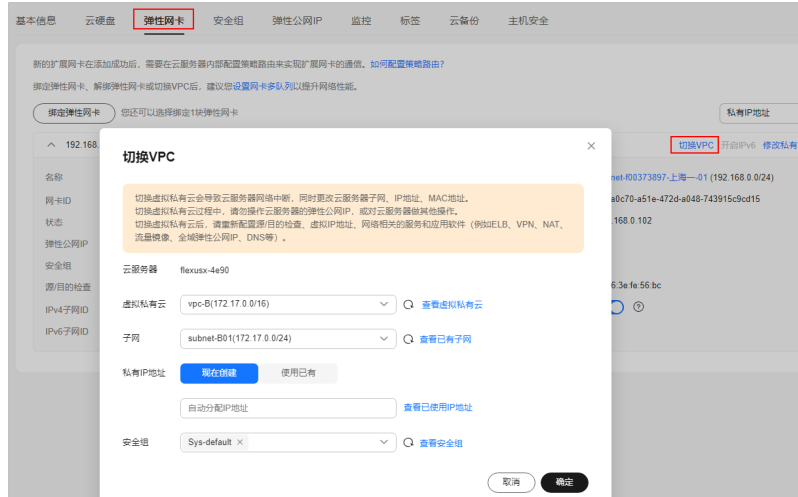 基本信息 云硬盘 弹性网卡 安全组 弹性公网IP 监控 标签 云备份 主机安全
新的扩展网卡在添加成功后，需要在云服务器内部配置策略路由来实现扩展网卡的通信。如何配置策略路由？
绑定弹性网卡、解绑弹性网卡或切换VPC后，建议您设置网卡多队列以提升网络性能。
绑定弹性网卡 您还可以选择绑定1块弹性网卡 私有IP地址
192.168. 切换VPC 开启IPv6 修改私有
切换VPC
名称 net-f00373897-上海一-01 (192.168.0.0/24)
网卡ID a0c70-a51e-472d-a048-743915c9cd15
切换虚拟私有云会导致云服务器网络中断，同时更改云服务器子网、IP地址、MAC地址。
切换虚拟私有云过程中，请勿操作云服务器的弹性公网IP，或对云服务器做其他操作。
切换虚拟私有云后，请重新配置源/目的检查、虚拟IP地址、网络相关的服务和应用软件（例如ELB、VPN、NAT、
流量镜像、全域弹性公网IP、DNS等）。
状态 .168.0.102
弹性公网IP
安全组
云服务器 flexusx-4e90
源/目的检查 6:3e:fe:56:bc
虚拟私有云 vpc-B(172.17.0.0/16) 查看虚拟私有云
IPv4子网ID
IPv6子网ID
子网 subnet-B01(172.17.0.0/24) 查看已有子网
私有IP地址 现在创建 使用已有
自动分配IP地址 查看已使用IP地址
安全组 Sys-default 查看安全组
取消 确定